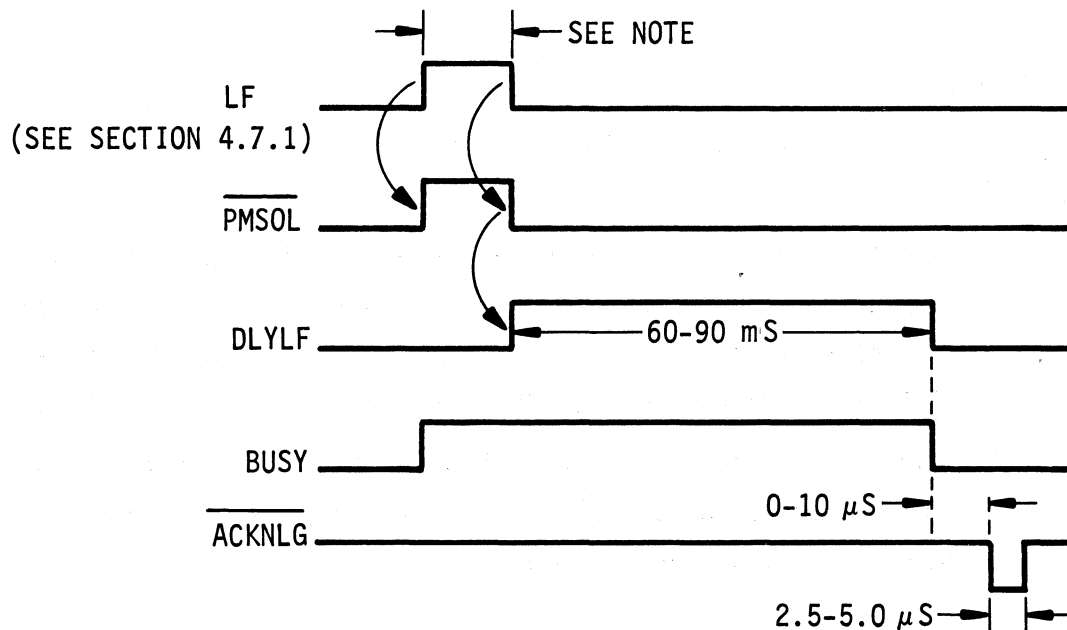 SEE NOTE
LF
(SEE SECTION 4.7.1)
PMSOL
DLYLF
60-90 mS
BUSY
0-10 μS
ACKNLG
2.5-5.0 μS